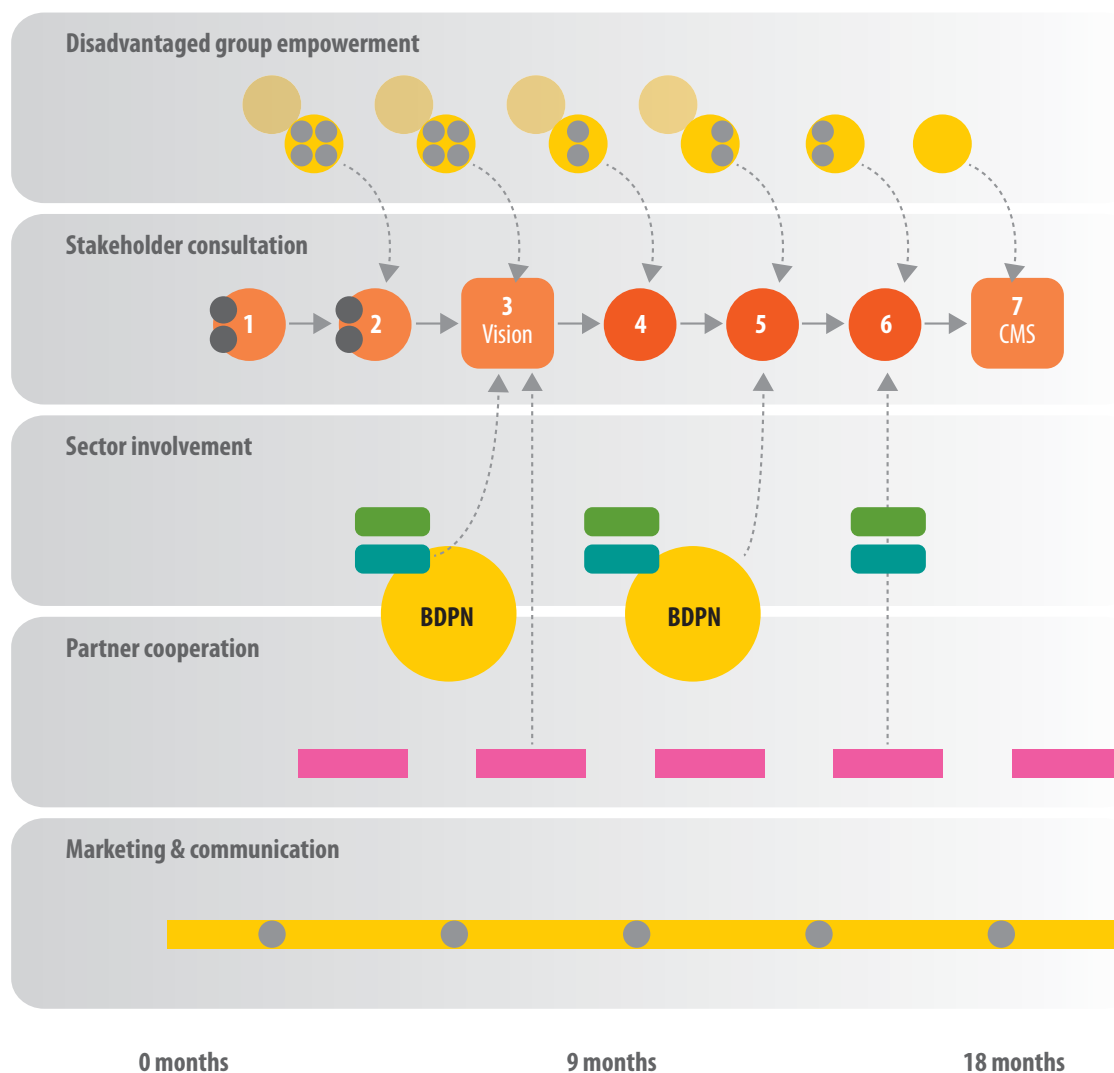 Disadvantaged group empowerment
Stakeholder consultation
1
2
3
Vision
4
5
6
7
CMS
Sector involvement
BDPN
BDPN
Partner cooperation
Marketing & communication
0 months
9 months
18 months